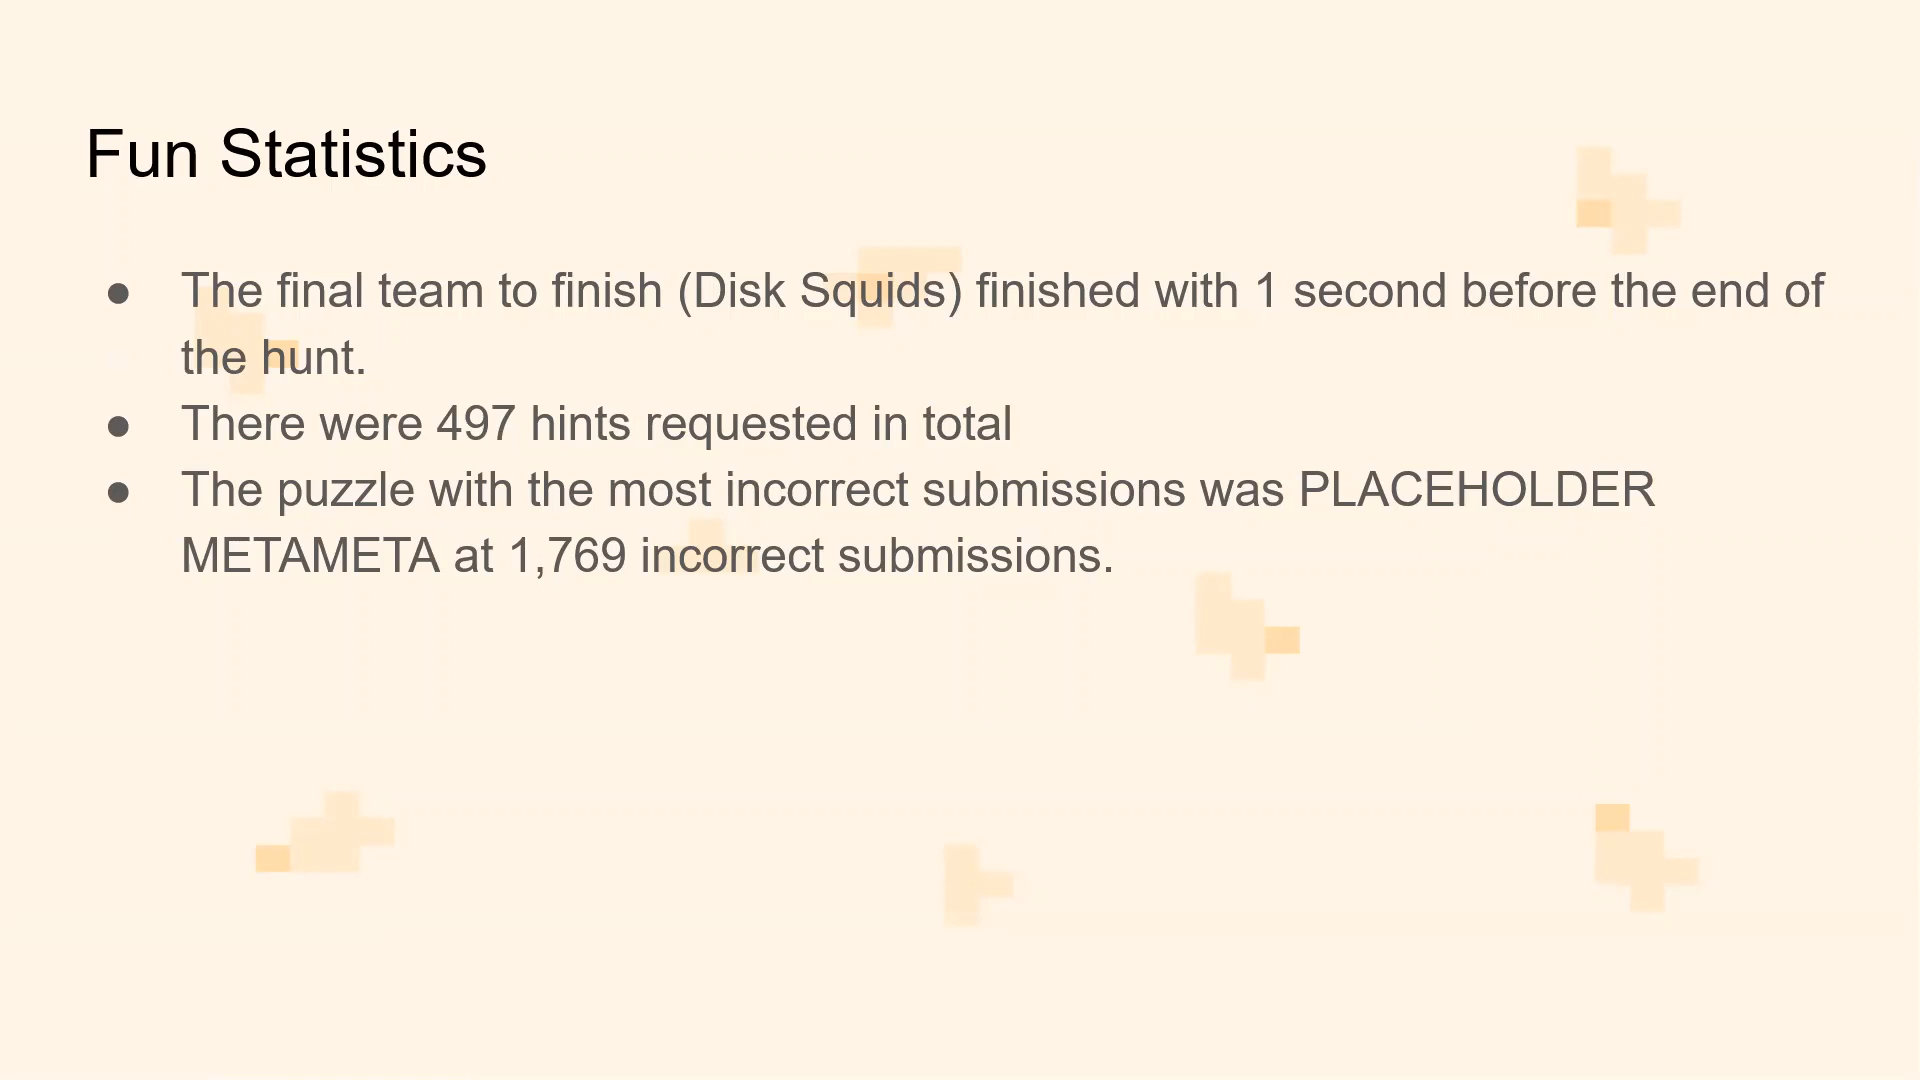 Fun Statistics
● The final team to finish (Disk Squids) finished with 1 second before the end of
the hunt.
● There were 497 hints requested in total
● The puzzle with the most incorrect submissions was PLACEHOLDER
METAMETA at 1,769 incorrect submissions.